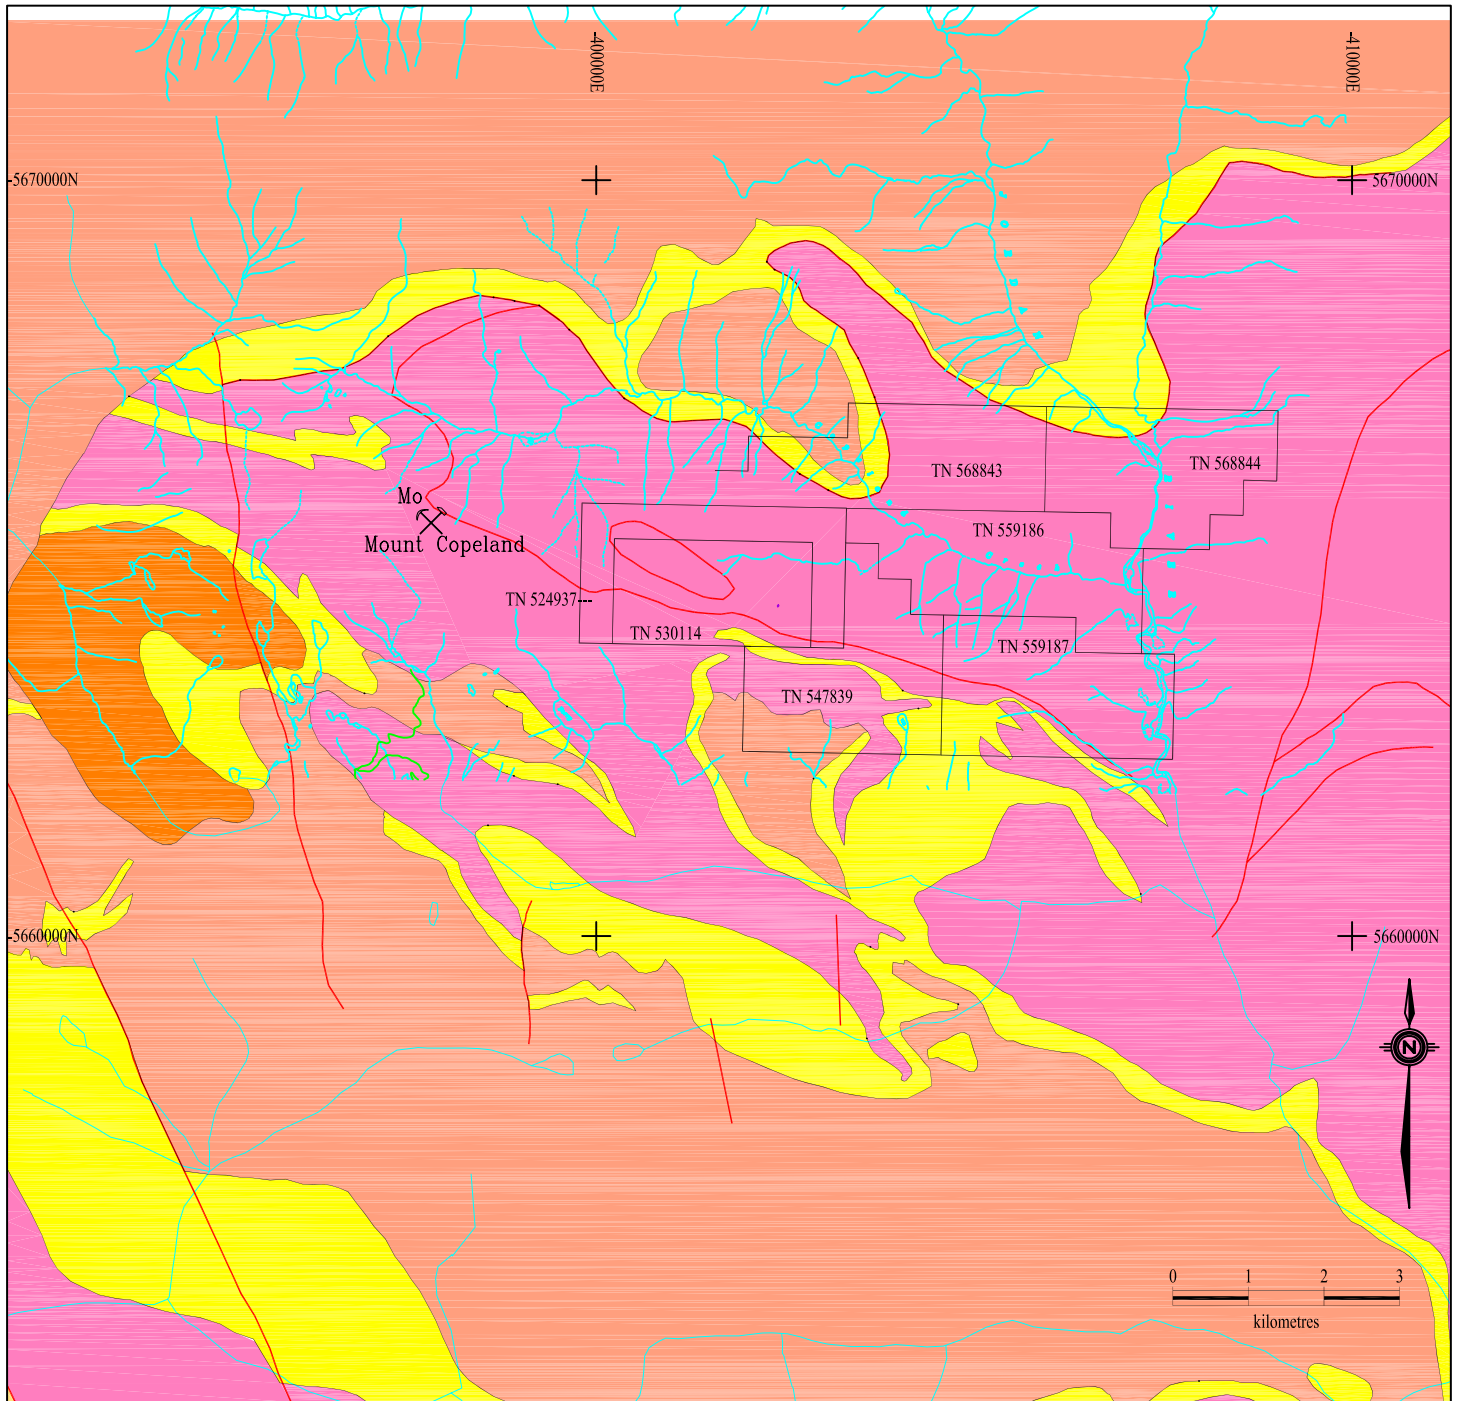 400000E
410000E
5670000N
5670000N
TN 568843
TN 568844
Mo
Mount Copeland
TN 559186
TN 524937
TN 530114
TN 559187
TN 547839
5660000N
5660000N
N
0 1 2 3
kilometres